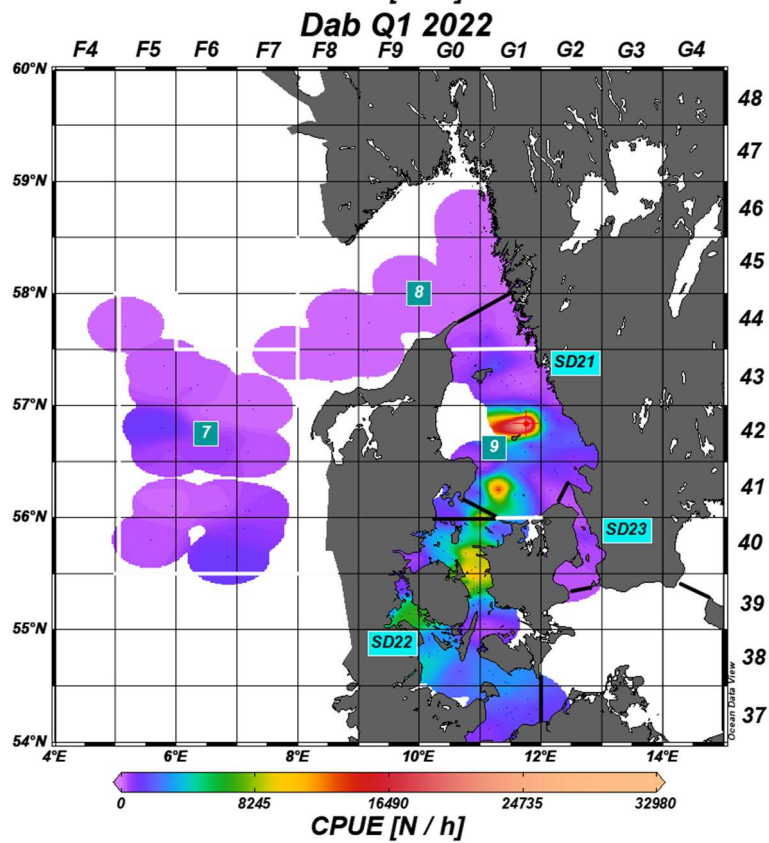 Dab Q1 2022
F4 F5 F6 F7 F8 F9 G0 G1 G2 G3 G4
60°N
48
47
59°N
46
45
8
58°N
44
SD21
43
57°N
7
42
9
41
56°N
SD23
40
39
55°N
SD22
38
37
54°N
4°E 6°E 8°E 10°E 12°E 14°E
Ocean Data View
0 8245 16490 24735 32980
CPUE [N / h]